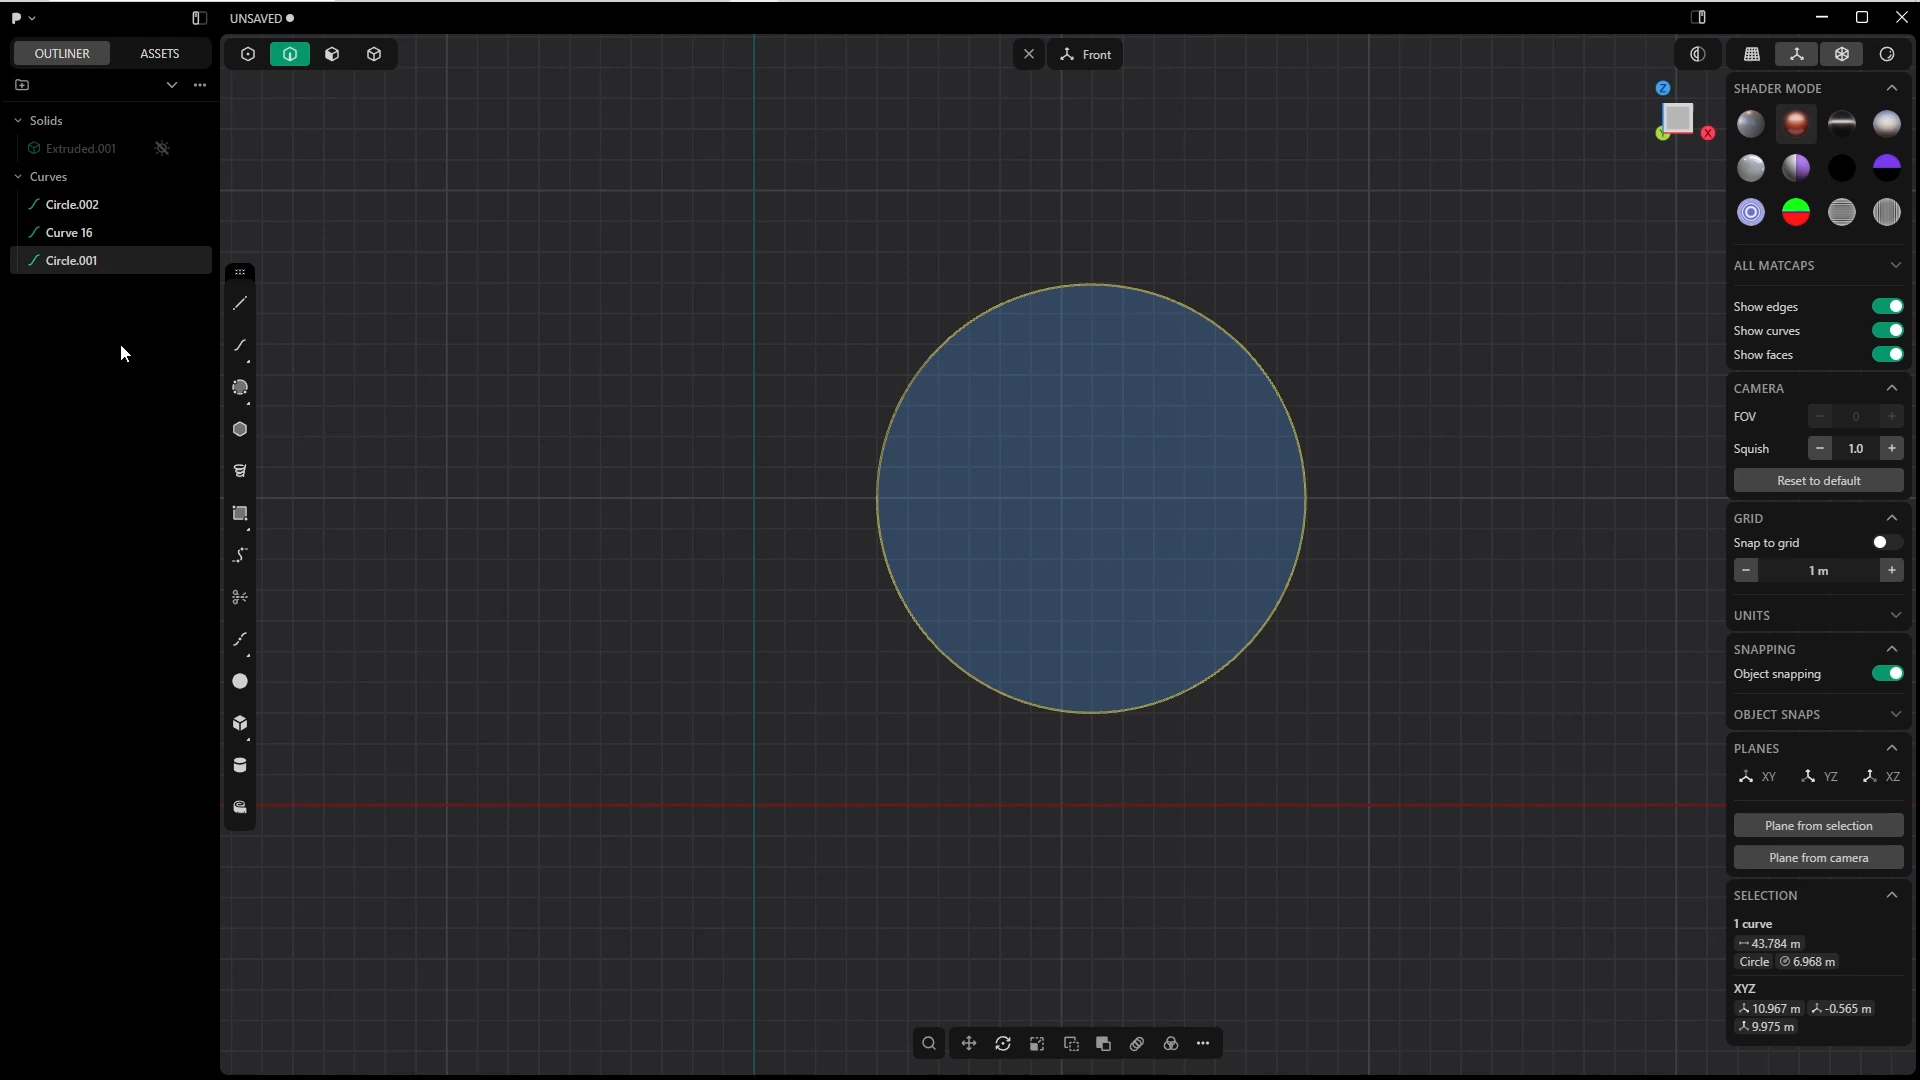 UNSAVED
OUTLINER
ASSETS
Front
Z
Y
X
Solids
Extruded.001
Curves
Circle.002
Curve 16
Circle.001
SHADER MODE
ALL MATCAPS
Show edges
Show curves
Show faces
CAMERA
FOV
0
Squish
1.0
Reset to default
GRID
Snap to grid
1 m
UNITS
SNAPPING
Object snapping
OBJECT SNAPS
PLANES
XY
YZ
XZ
Plane from selection
Plane from camera
SELECTION
1 curve
43.784 m
Circle
6.968 m
XYZ
10.967 m
-0.565 m
9.975 m